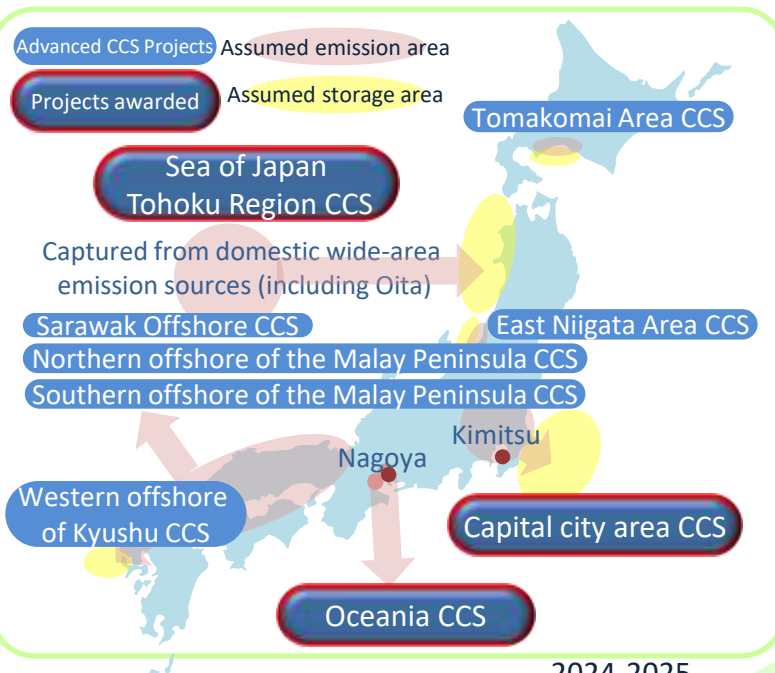 Advanced CCS Projects
Assumed emission area
Projects awarded
Assumed storage area
Tomakomai Area CCS
Sea of Japan
Tohoku Region CCS
Captured from domestic wide-area
emission sources (including Oita)
Sarawak Offshore CCS
East Niigata Area CCS
Northern offshore of the Malay Peninsula CCS
Southern offshore of the Malay Peninsula CCS
Kimitsu
Nagoya
Western offshore
of Kyushu CCS
Capital city area CCS
Oceania CCS
2024-2025